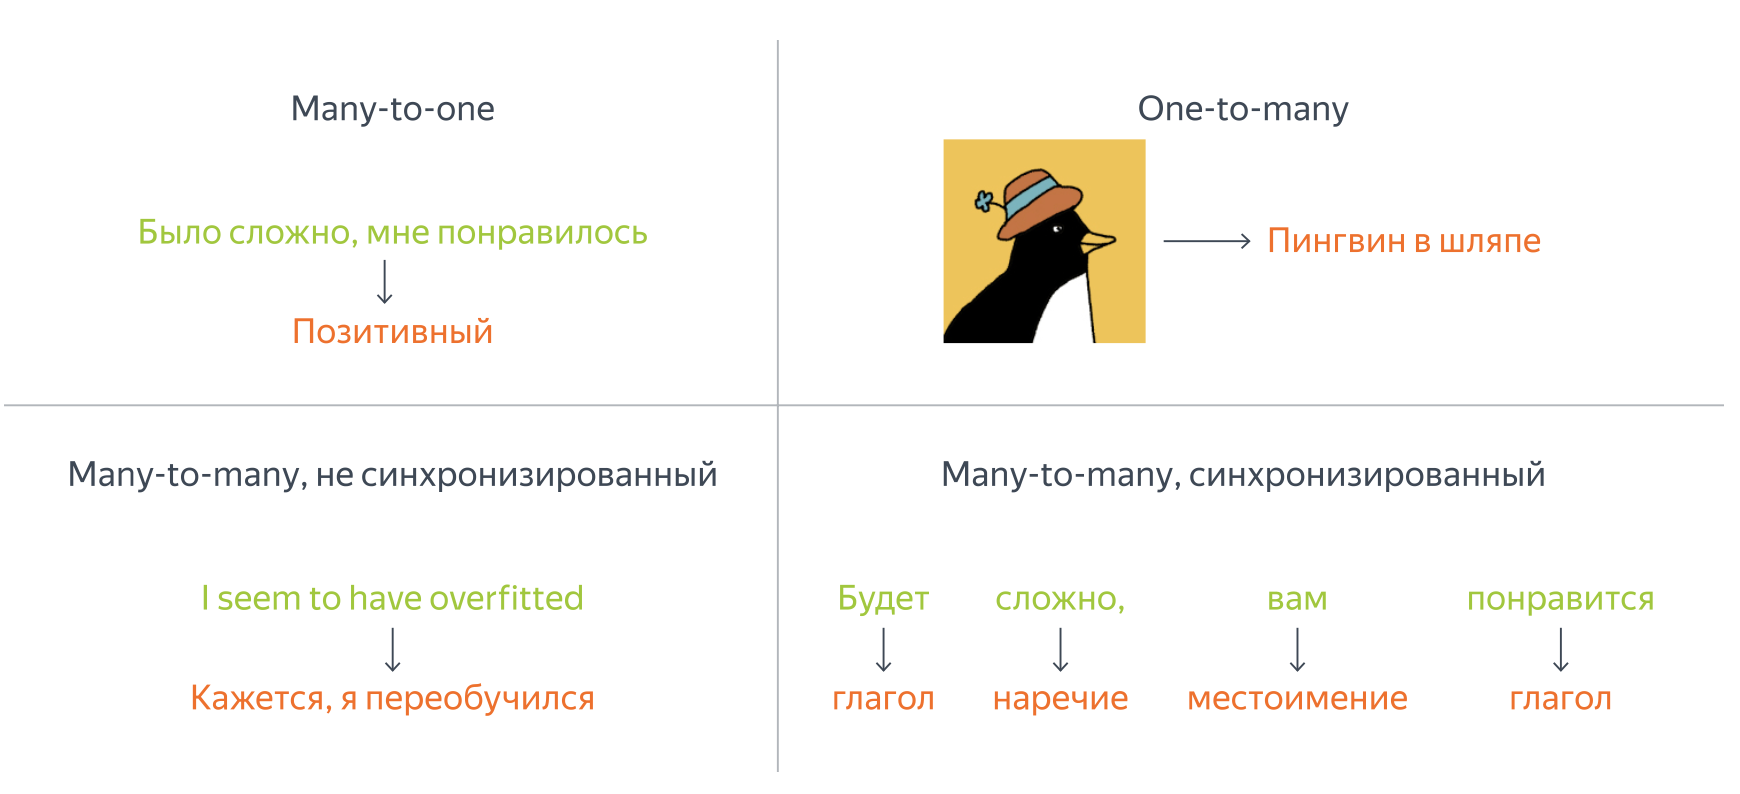 Many-to-one
Было сложно, мне понравилось
Позитивный
One-to-many
Пингвин в шляпе
Many-to-many, не синхронизированный
I seem to have overfitted
Кажется, я переобучился
Many-to-many, синхронизированный
Будет сложно, вам понравится
глагол наречие местоимение глагол